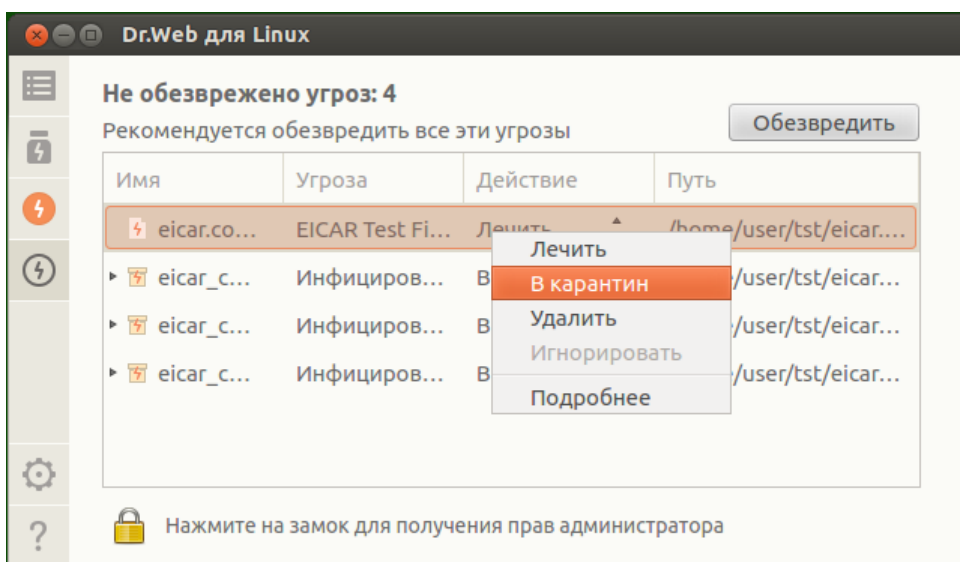 Dr.Web для Linux
Не обезврежено угроз: 4
Рекомендуется обезвредить все эти угрозы
Обезвредить
Имя Угроза Действие Путь
eicar.co... EICAR Test Fi... Лечить /home/user/tst/eicar....
Лечить
eicar_c... Инфициров... В /user/tst/eicar...
В карантин
eicar_c... Инфициров... В /user/tst/eicar...
Удалить
Игнорировать
eicar_c... Инфициров... В /user/tst/eicar...
Подробнее
?
Нажмите на замок для получения прав администратора